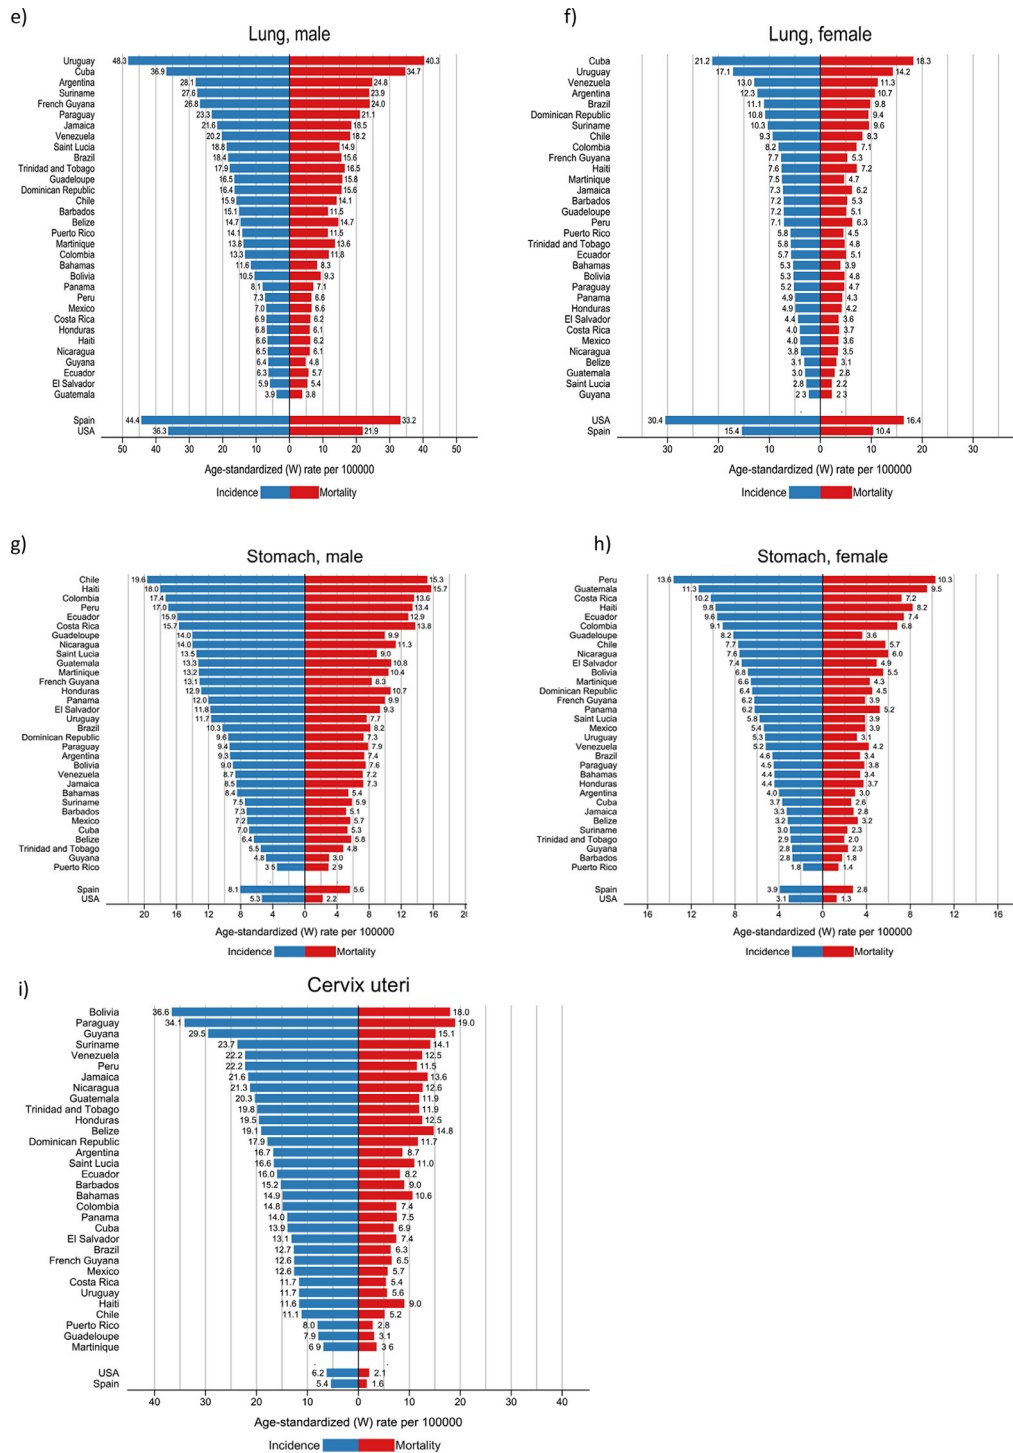 e)
Lung, male
Uruguay 48.3 40.3
Cuba 36.9 34.7
Argentina 28.1 24.8
Suriname 27.6 23.9
French Guyana 26.8 24.0
Paraguay 23.3 21.1
Jamaica 21.6 18.5
Venezuela 20.2 18.2
Saint Lucia 18.8 14.9
Brazil 18.4 15.6
Trinidad and Tobago 17.9 16.5
Guadeloupe 16.5 15.8
Dominican Republic 16.4 15.6
Chile 15.9 14.1
Barbados 15.1 11.5
Belize 14.7 14.7
Puerto Rico 14.1 11.5
Martinique 13.8 13.6
Colombia 13.3 11.8
Bahamas 11.6 8.3
Bolivia 10.5 9.3
Panama 8.1 7.1
Peru 7.3 6.6
Mexico 7.0 6.6
Costa Rica 6.9 6.2
Honduras 6.8 6.1
Haiti 6.6 6.2
Nicaragua 6.5 6.1
Guyana 6.4 4.8
Ecuador 6.3 5.7
El Salvador 5.9 5.4
Guatemala 3.9 3.8
Spain 44.4 33.2
USA 36.3 21.9
50 40 30 20 10 0 10 20 30 40 50
Age-standardized (W) rate per 100000
Incidence Mortality
f)
Lung, female
Cuba 21.2 18.3
Uruguay 17.1 14.2
Venezuela 13.0 11.3
Argentina 12.3 10.7
Brazil 11.1 9.8
Dominican Republic 10.8 9.4
Suriname 10.3 9.6
Chile 9.3 8.3
Colombia 8.2 7.1
French Guyana 7.7 5.3
Haiti 7.6 7.2
Martinique 7.5 4.7
Jamaica 7.3 6.2
Barbados 7.2 5.3
Guadeloupe 7.2 5.1
Peru 7.1 6.3
Puerto Rico 5.8 4.5
Trinidad and Tobago 5.8 4.8
Ecuador 5.7 5.1
Bahamas 5.3 3.9
Bolivia 5.3 4.8
Paraguay 5.2 4.7
Panama 4.9 4.3
Honduras 4.9 4.2
El Salvador 4.4 3.6
Costa Rica 4.0 3.7
Mexico 4.0 3.6
Nicaragua 3.8 3.5
Belize 3.1 3.1
Guatemala 3.0 2.8
Saint Lucia 2.8 2.2
Guyana 2 3 2 3
USA 30.4 16.4
Spain 15.4 10.4
30 20 10 0 10 20 30
Age-standardized (W) rate per 100000
Incidence Mortality
g)
Stomach, male
Chile 19.6 15.3
Haiti 18.0 15.7
Colombia 17.4 13.6
Peru 17.0 13.4
Ecuador 15.9 12.9
Costa Rica 15.7 13.8
Guadeloupe 14.0 9.9
Nicaragua 14.0 11.3
Saint Lucia 13.5 9.0
Guatemala 13.3 10.8
Martinique 13.2 10.4
French Guyana 13.1 8.3
Honduras 12.9 10.7
Panama 12.0 9.9
El Salvador 11.8 9.3
Uruguay 11.7 7.7
Brazil 10.3 8.2
Dominican Republic 9.6 7.3
Paraguay 9.4 7.9
Argentina 9.3 7.4
Bolivia 9.0 7.6
Venezuela 8.7 7.2
Jamaica 8.5 7.3
Bahamas 8.4 5.4
Suriname 7.5 5.9
Barbados 7.3 5.1
Mexico 7.2 5.7
Cuba 7.0 5.3
Belize 6.4 5.8
Trinidad and Tobago 5.5 4.8
Guyana 4.8 3.0
Puerto Rico 3 5 2 9
Spain 8.1 5.6
USA 5.3 2.2
20 16 12 8 4 0 4 8 12 16 20
Age-standardized (W) rate per 100000
Incidence Mortality
h)
Stomach, female
Peru 13.6 10.3
Guatemala 11.3 9.5
Costa Rica 10.2 7.2
Haiti 9.8 8.2
Ecuador 9.6 7.4
Colombia 9.1 6.8
Guadeloupe 8.2 3.6
Chile 7.7 5.7
Nicaragua 7.6 6.0
El Salvador 7.4 4.9
Bolivia 6.8 5.5
Martinique 6.6 4.3
Dominican Republic 6.4 4.5
French Guyana 6.2 3.9
Panama 6.2 5.2
Saint Lucia 5.8 3.9
Mexico 5.4 3.9
Uruguay 5.3 3.1
Venezuela 5.2 4.2
Brazil 4.6 3.4
Paraguay 4.5 3.8
Bahamas 4.4 3.4
Honduras 4.4 3.7
Argentina 4.0 3.0
Cuba 3.7 2.6
Jamaica 3.3 2.8
Belize 3.2 3.2
Suriname 3.0 2.3
Trinidad and Tobago 2.9 2.0
Guyana 2.8 2.3
Barbados 2.8 1.8
Puerto Rico 1.8 1.4
Spain 3.9 2.8
USA 3.1 1.3
16 12 8 4 0 4 8 12 16
Age-standardized (W) rate per 100000
Incidence Mortality
i)
Cervix uteri
Bolivia 36.6 18.0
Paraguay 34.1 19.0
Guyana 29.5 15.1
Suriname 23.7 14.1
Venezuela 22.2 12.5
Peru 22.2 11.5
Jamaica 21.6 13.6
Nicaragua 21.3 12.6
Guatemala 20.3 11.9
Trinidad and Tobago 19.8 11.9
Honduras 19.5 12.5
Belize 19.1 14.8
Dominican Republic 17.9 11.7
Argentina 16.7 8.7
Saint Lucia 16.6 11.0
Ecuador 16.0 8.2
Barbados 15.2 9.0
Bahamas 14.9 10.6
Colombia 14.8 7.4
Panama 14.0 7.5
Cuba 13.9 6.9
El Salvador 13.1 7.4
Brazil 12.7 6.3
French Guyana 12.6 6.5
Mexico 12.6 5.7
Costa Rica 11.7 5.4
Uruguay 11.7 5.6
Haiti 11.6 9.0
Chile 11.1 5.2
Puerto Rico 8.0 2.8
Guadeloupe 7.9 3.1
Martinique 6 9 3 6
USA 6.2 2.1
Spain 5.4 1.6
40 30 20 10 0 10 20 30 40
Age-standardized (W) rate per 100000
Incidence Mortality